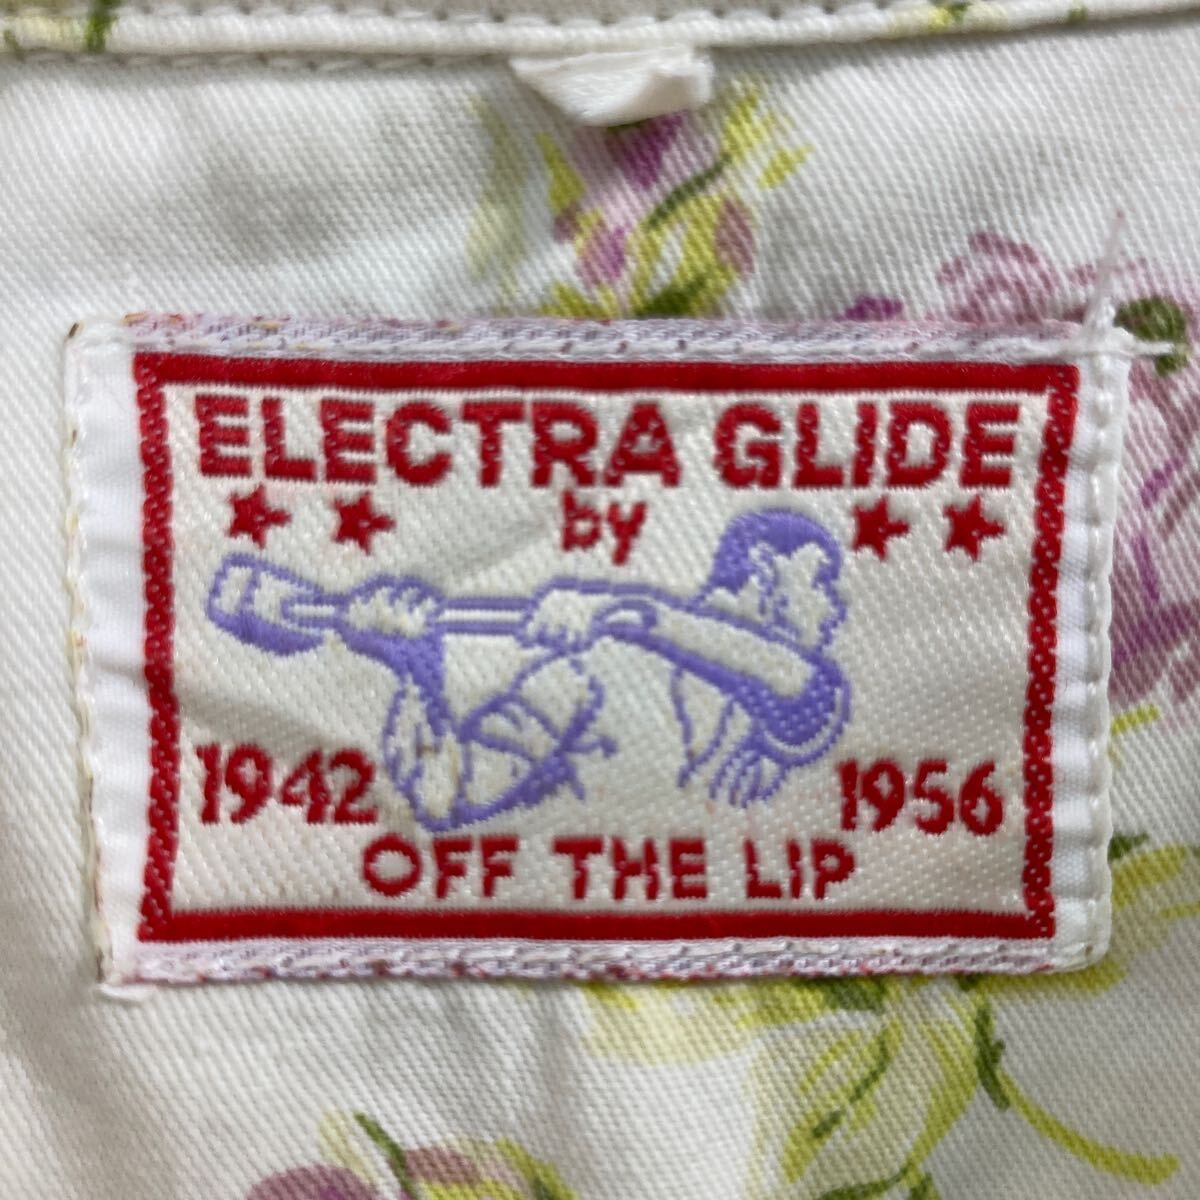 ELECTRA GLIDE
by
1942 1956
OFF THE LIP